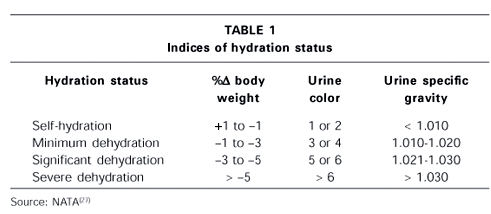 TABLE 1
Indices of hydration status
Hydration status %Δ body weight Urine color Urine specific gravity
Self-hydration +1 to –1 1 or 2 < 1.010
Minimum dehydration –1 to –3 3 or 4 1.010-1.020
Significant dehydration –3 to –5 5 or 6 1.021-1.030
Severe dehydration > –5 > 6 > 1.030
Source: NATA(27)